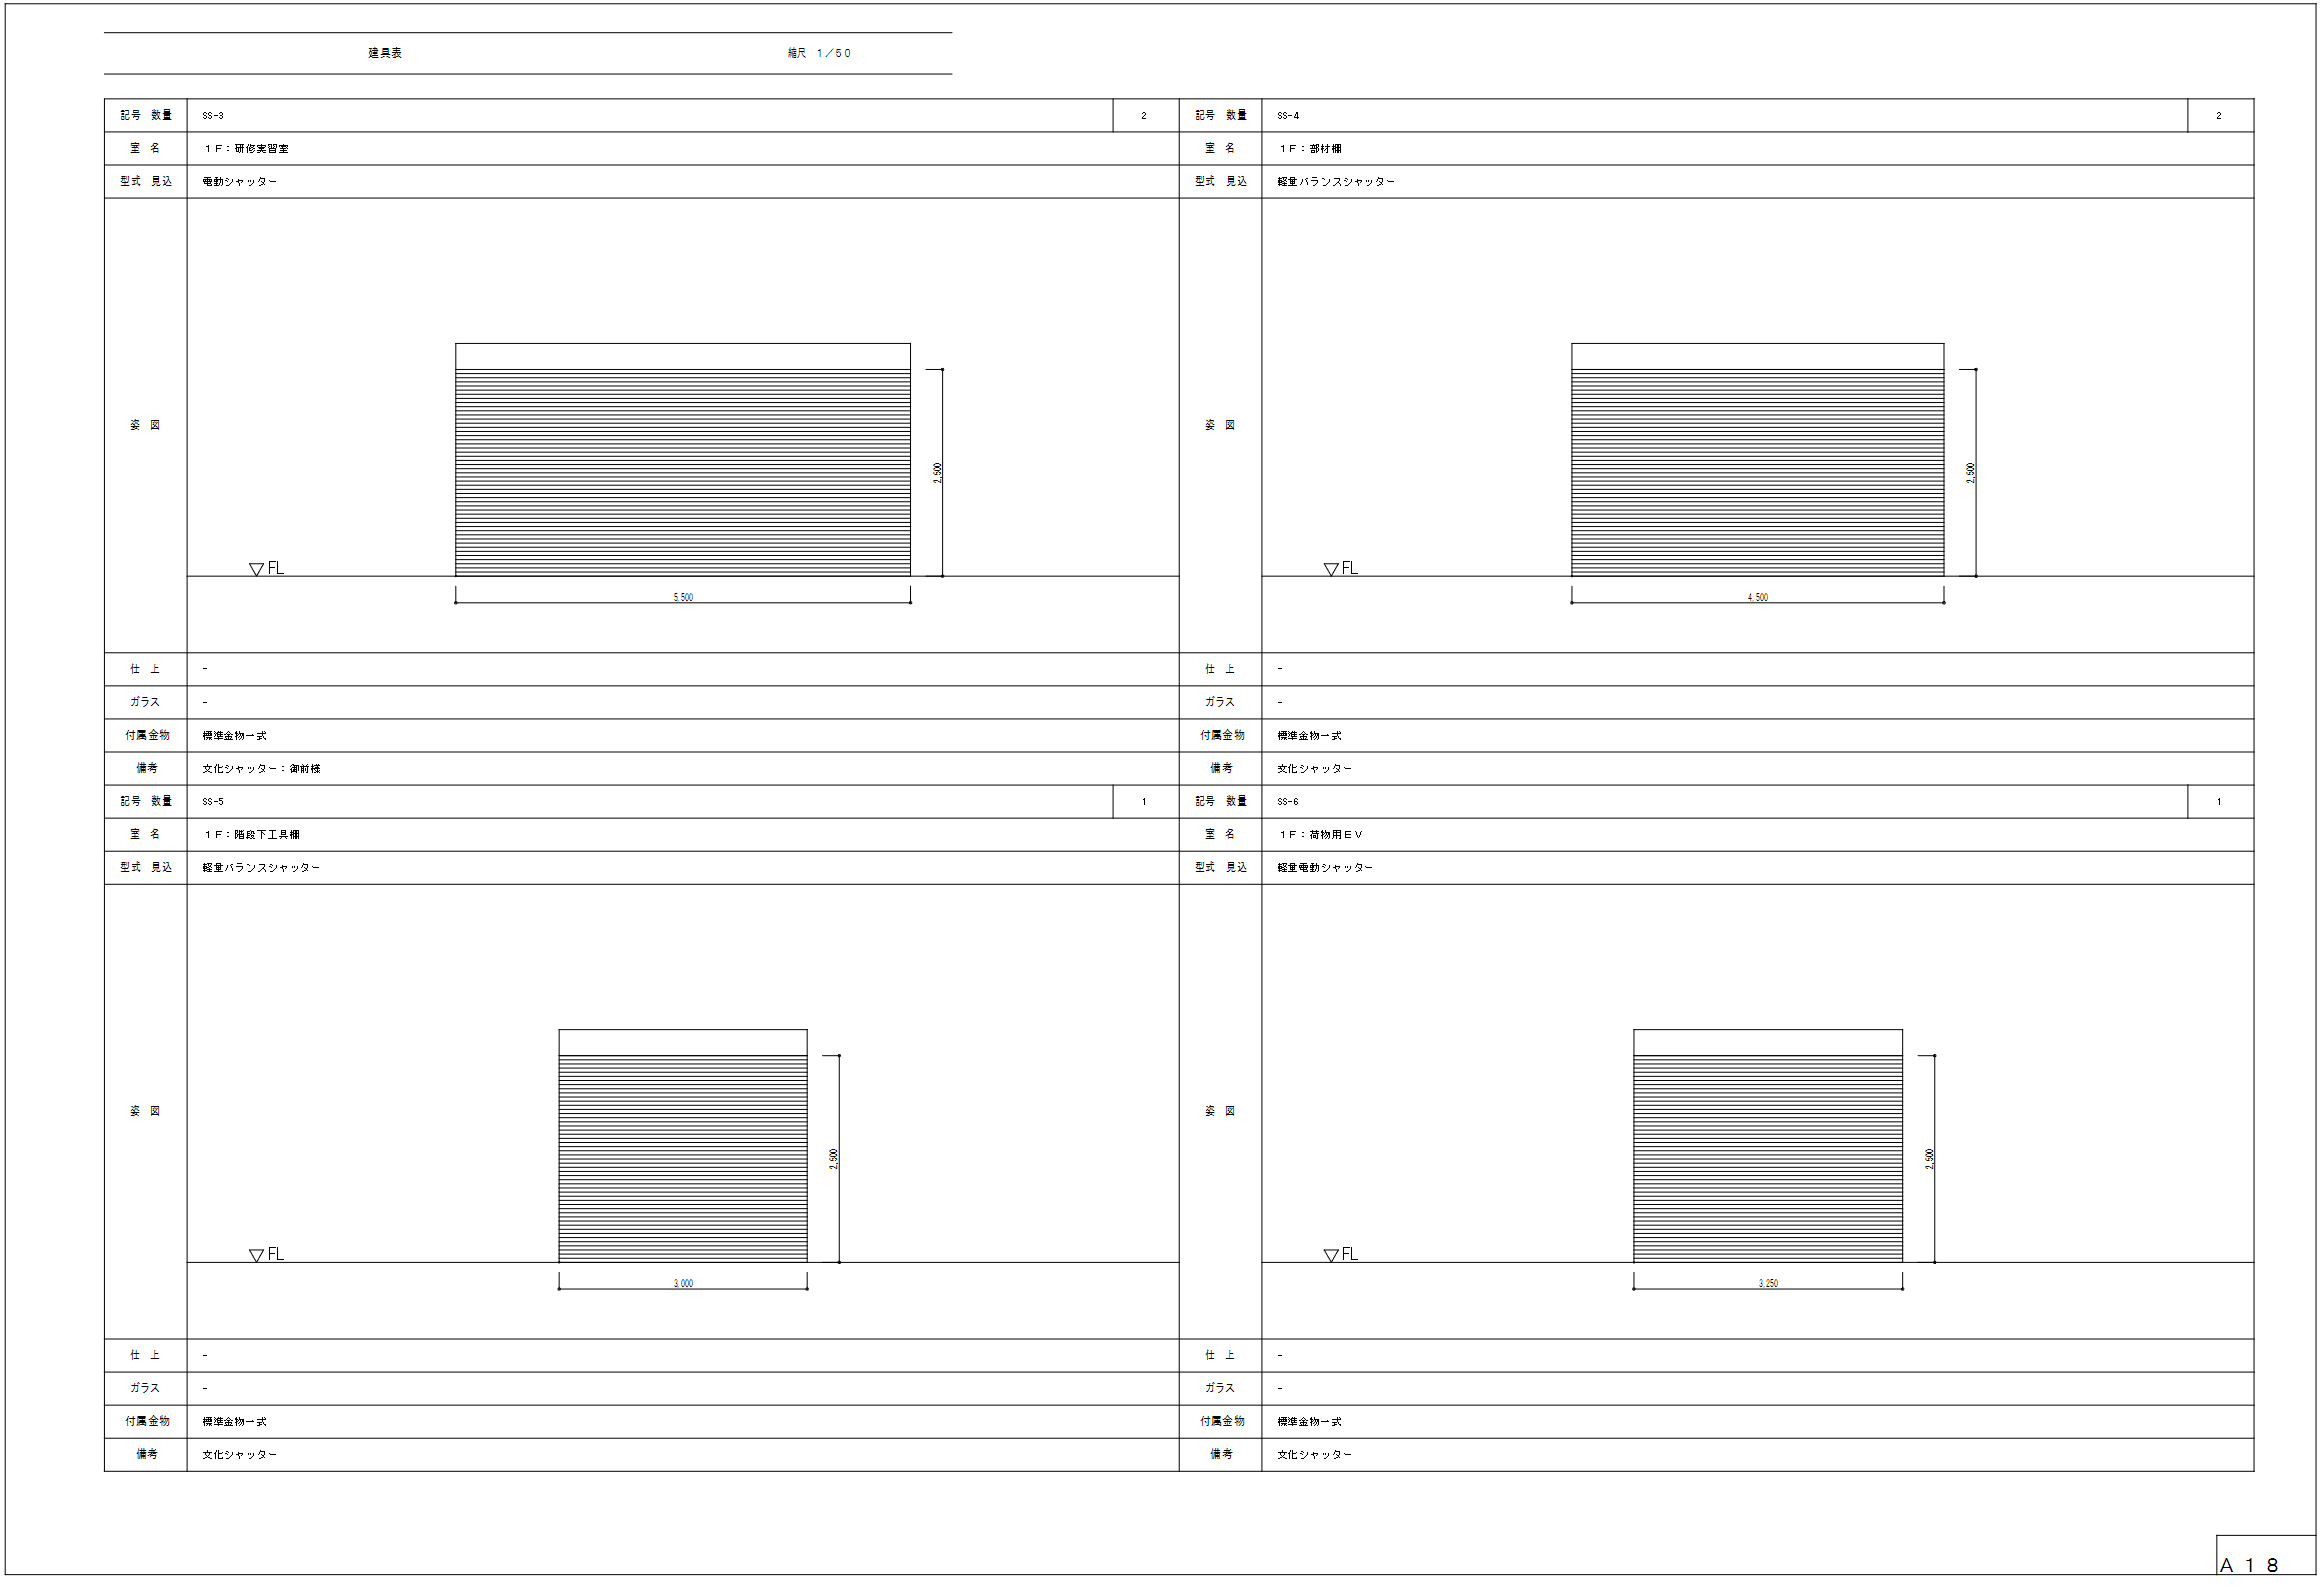 建具表　縮尺　1／50
記号　数量　SS-3　2
室　名　1F：研修実習室
型式　見込　電動シャッター
姿　図
2,500
FL
5,500
仕　上　-
ガラス　-
付属金物　標準金物一式
備考　文化シャッター：御前様
記号　数量　SS-4　2
室　名　1F：部材棚
型式　見込　軽量バランスシャッター
姿　図
2,500
FL
4,500
仕　上　-
ガラス　-
付属金物　標準金物一式
備考　文化シャッター
記号　数量　SS-5　1
室　名　1F：階段下工具棚
型式　見込　軽量バランスシャッター
姿　図
2,500
FL
3,000
仕　上　-
ガラス　-
付属金物　標準金物一式
備考　文化シャッター
記号　数量　SS-6　1
室　名　1F：荷物用EV
型式　見込　軽量電動シャッター
姿　図
2,500
FL
3,250
仕　上　-
ガラス　-
付属金物　標準金物一式
備考　文化シャッター
A18